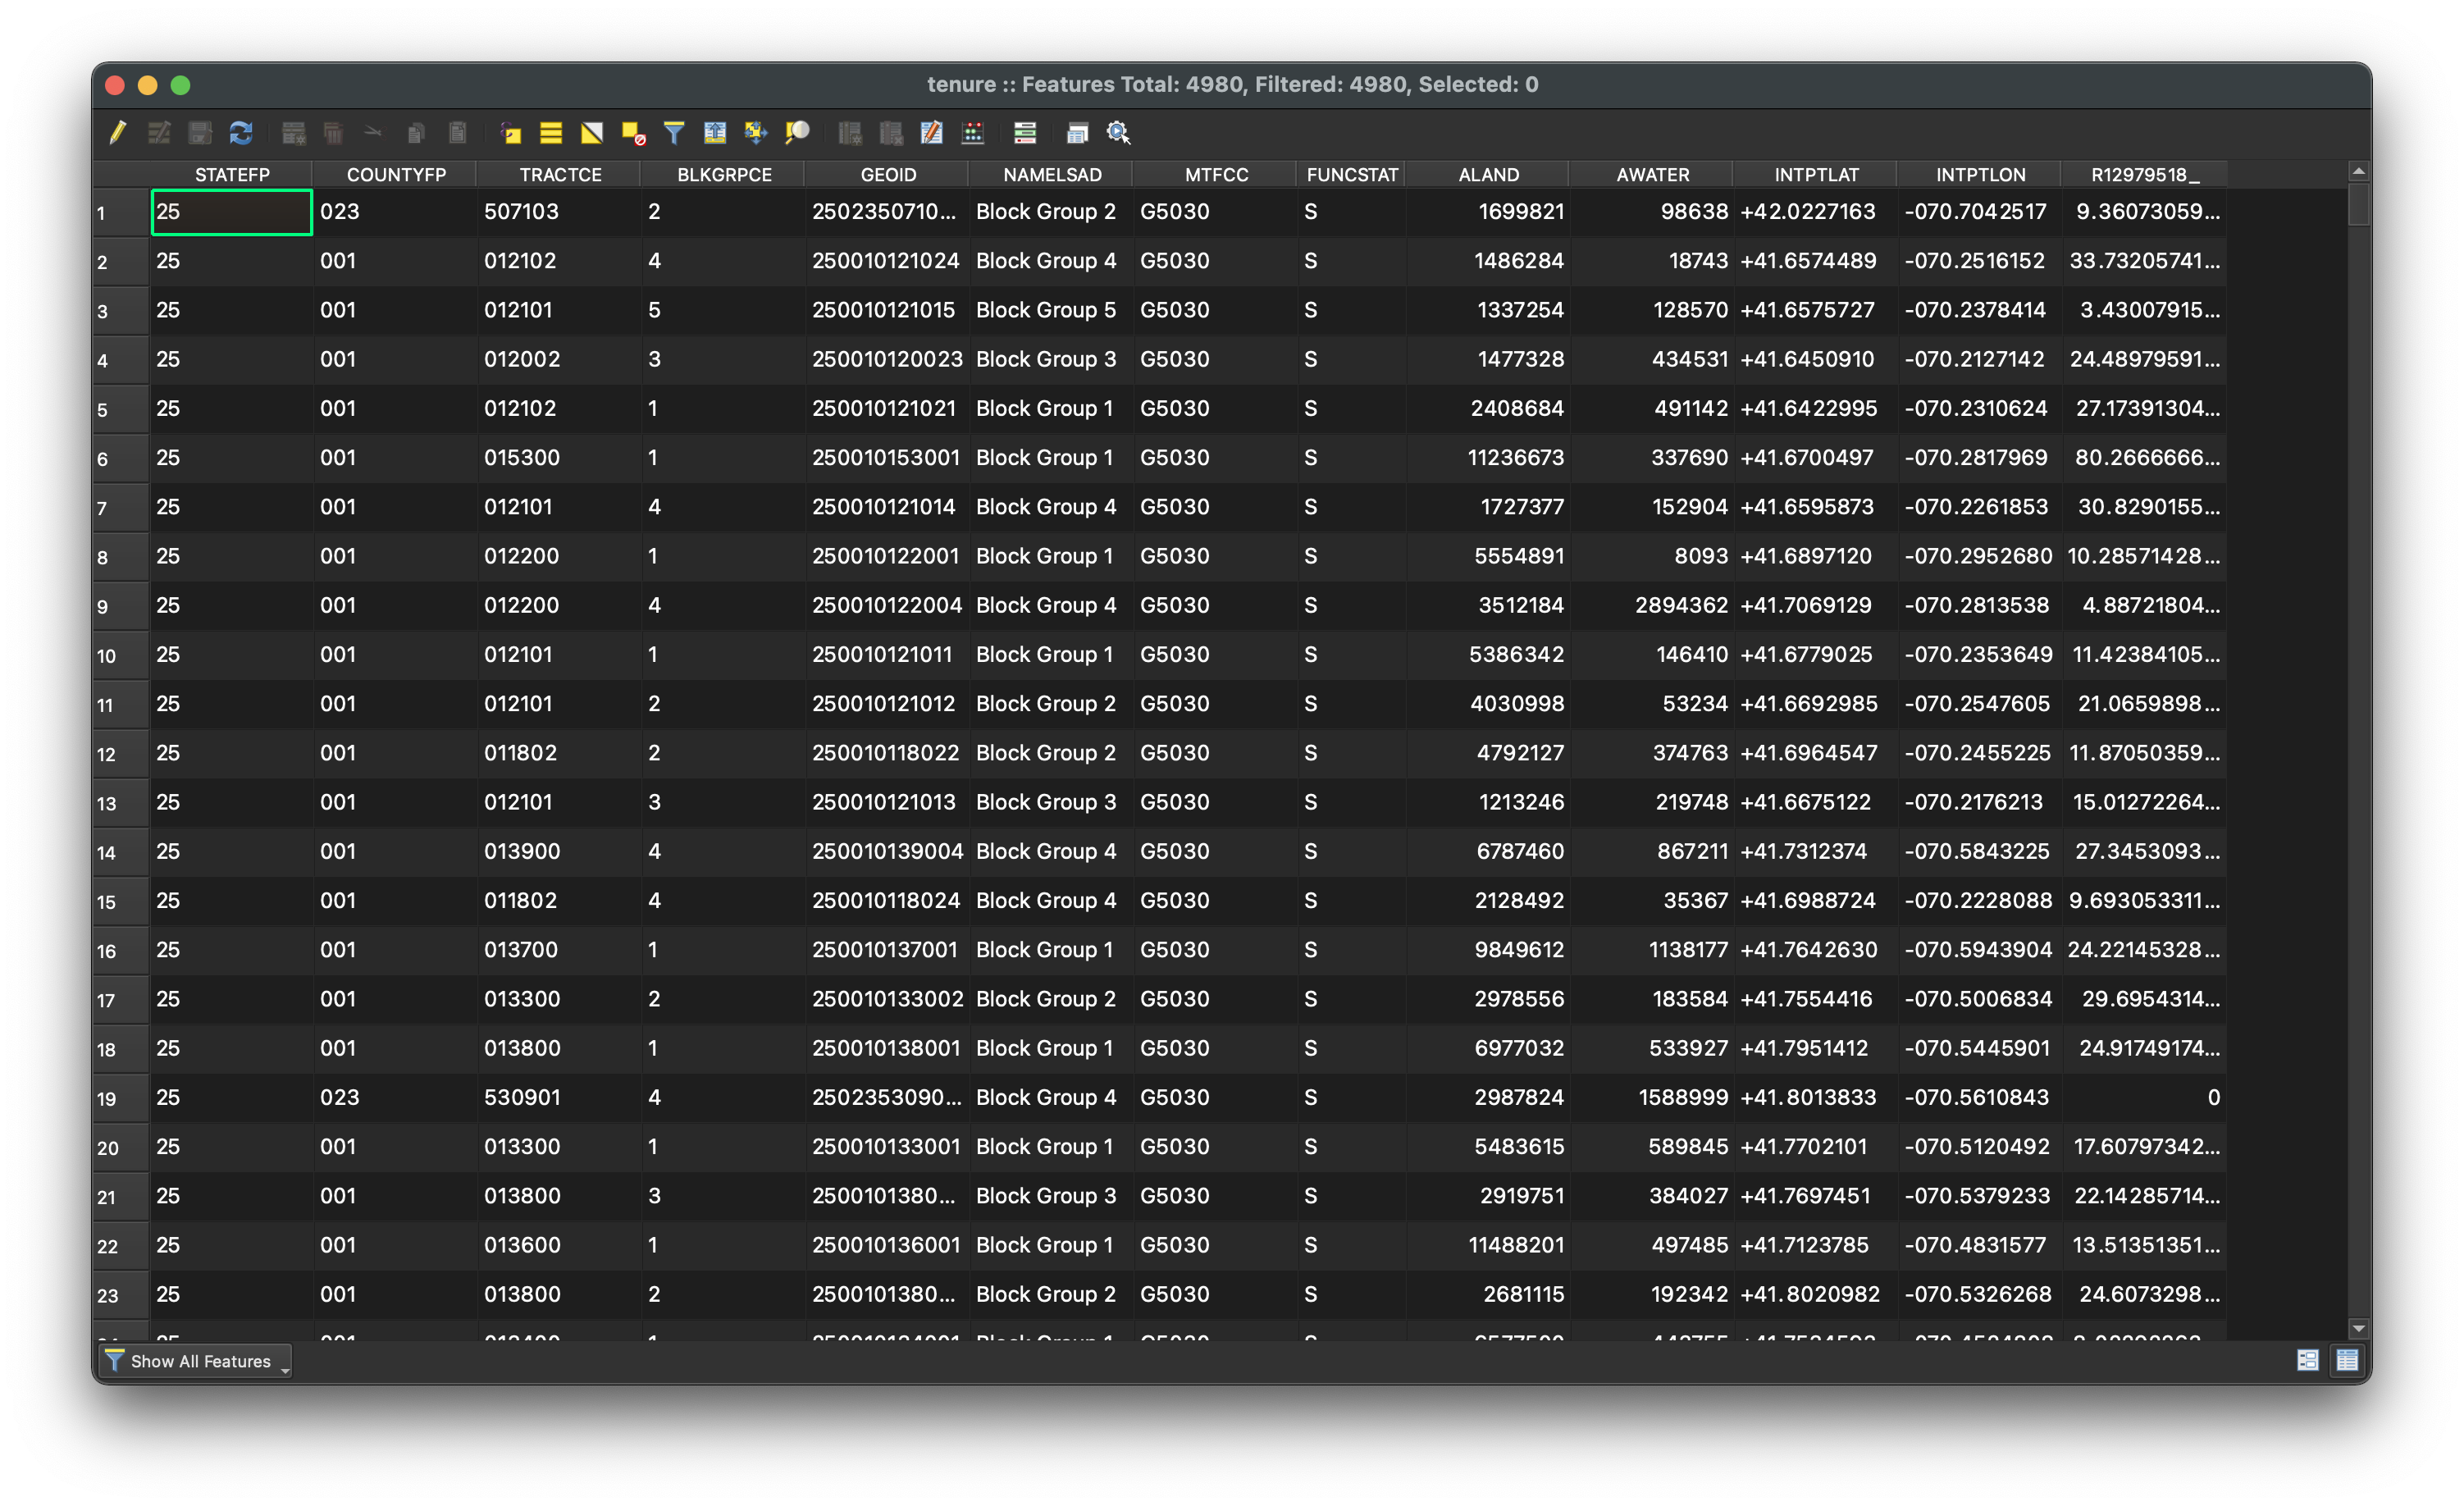 tenure :: Features Total: 4980, Filtered: 4980, Selected: 0
STATEFP COUNTYFP TRACTCE BLKGRPCE GEOID NAMELSAD MTFCC FUNCSTAT ALAND AWATER INTPTLAT INTPTLON R12979518_
1 25 023 507103 2 2502350710... Block Group 2 G5030 S 1699821 98638 +42.0227163 -070.7042517 9.36073059...
2 25 001 012102 4 250010121024 Block Group 4 G5030 S 1486284 18743 +41.6574489 -070.2516152 33.73205741...
3 25 001 012101 5 250010121015 Block Group 5 G5030 S 1337254 128570 +41.6575727 -070.2378414 3.43007915...
4 25 001 012002 3 250010120023 Block Group 3 G5030 S 1477328 434531 +41.6450910 -070.2127142 24.48979591...
5 25 001 012102 1 250010121021 Block Group 1 G5030 S 2408684 491142 +41.6422995 -070.2310624 27.17391304...
6 25 001 015300 1 250010153001 Block Group 1 G5030 S 11236673 337690 +41.6700497 -070.2817969 80.2666666...
7 25 001 012101 4 250010121014 Block Group 4 G5030 S 1727377 152904 +41.6595873 -070.2261853 30.8290155...
8 25 001 012200 1 250010122001 Block Group 1 G5030 S 5554891 8093 +41.6897120 -070.2952680 10.28571428...
9 25 001 012200 4 250010122004 Block Group 4 G5030 S 3512184 2894362 +41.7069129 -070.2813538 4.88721804...
10 25 001 012101 1 250010121011 Block Group 1 G5030 S 5386342 146410 +41.6779025 -070.2353649 11.42384105...
11 25 001 012101 2 250010121012 Block Group 2 G5030 S 4030998 53234 +41.6692985 -070.2547605 21.0659898...
12 25 001 011802 2 250010118022 Block Group 2 G5030 S 4792127 374763 +41.6964547 -070.2455225 11.87050359...
13 25 001 012101 3 250010121013 Block Group 3 G5030 S 1213246 219748 +41.6675122 -070.2176213 15.01272264...
14 25 001 013900 4 250010139004 Block Group 4 G5030 S 6787460 867211 +41.7312374 -070.5843225 27.3453093...
15 25 001 011802 4 250010118024 Block Group 4 G5030 S 2128492 35367 +41.6988724 -070.2228088 9.693053311...
16 25 001 013700 1 250010137001 Block Group 1 G5030 S 9849612 1138177 +41.7642630 -070.5943904 24.22145328...
17 25 001 013300 2 250010133002 Block Group 2 G5030 S 2978556 183584 +41.7554416 -070.5006834 29.6954314...
18 25 001 013800 1 250010138001 Block Group 1 G5030 S 6977032 533927 +41.7951412 -070.5445901 24.91749174...
19 25 023 530901 4 2502353090... Block Group 4 G5030 S 2987824 1588999 +41.8013833 -070.5610843 0
20 25 001 013300 1 250010133001 Block Group 1 G5030 S 5483615 589845 +41.7702101 -070.5120492 17.60797342...
21 25 001 013800 3 2500101380... Block Group 3 G5030 S 2919751 384027 +41.7697451 -070.5379233 22.14285714...
22 25 001 013600 1 250010136001 Block Group 1 G5030 S 11488201 497485 +41.7123785 -070.4831577 13.51351351...
23 25 001 013800 2 2500101380... Block Group 2 G5030 S 2681115 192342 +41.8020982 -070.5326268 24.6073298...
Show All Features